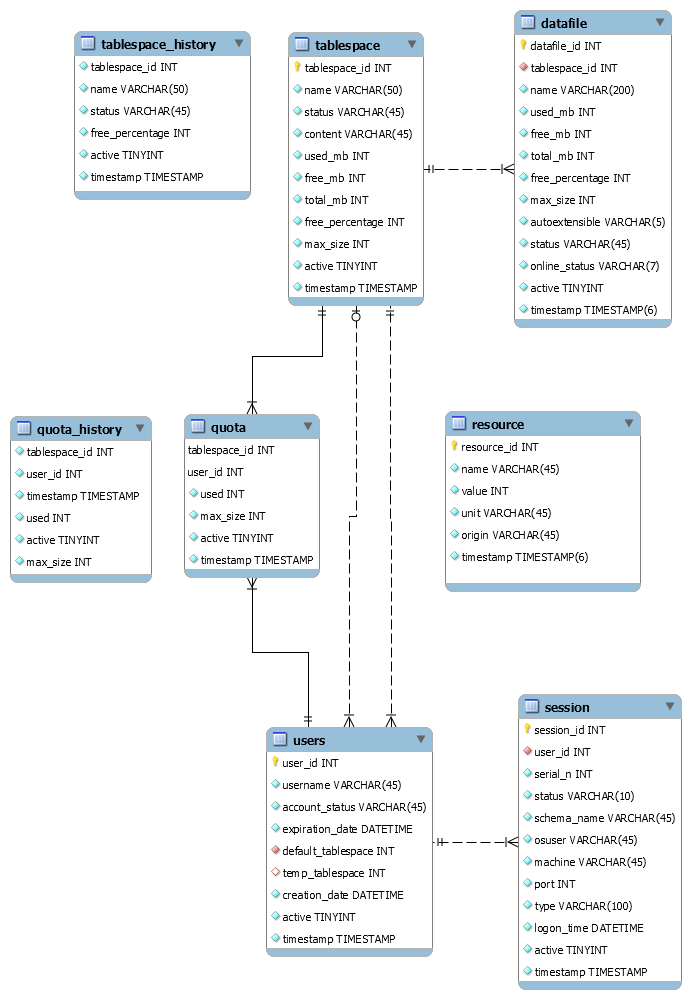 tablespace_history
tablespace_id INT
name VARCHAR(50)
status VARCHAR(45)
free_percentage INT
active TINYINT
timestamp TIMESTAMP
tablespace
tablespace_id INT
name VARCHAR(50)
status VARCHAR(45)
content VARCHAR(45)
used_mb INT
free_mb INT
total_mb INT
free_percentage INT
max_size INT
active TINYINT
timestamp TIMESTAMP
datafile
datafile_id INT
tablespace_id INT
name VARCHAR(200)
used_mb INT
free_mb INT
total_mb INT
free_percentage INT
max_size INT
autoextensible VARCHAR(5)
status VARCHAR(45)
online_status VARCHAR(7)
active TINYINT
timestamp TIMESTAMP(6)
quota_history
tablespace_id INT
user_id INT
timestamp TIMESTAMP
used INT
active TINYINT
max_size INT
quota
tablespace_id INT
user_id INT
used INT
max_size INT
active TINYINT
timestamp TIMESTAMP
resource
resource_id INT
name VARCHAR(45)
value INT
unit VARCHAR(45)
origin VARCHAR(45)
timestamp TIMESTAMP(6)
users
user_id INT
username VARCHAR(45)
account_status VARCHAR(45)
expiration_date DATETIME
default_tablespace INT
temp_tablespace INT
creation_date DATETIME
active TINYINT
timestamp TIMESTAMP
session
session_id INT
user_id INT
serial_n INT
status VARCHAR(10)
schema_name VARCHAR(45)
osuser VARCHAR(45)
machine VARCHAR(45)
port INT
type VARCHAR(100)
logon_time DATETIME
active TINYINT
timestamp TIMESTAMP